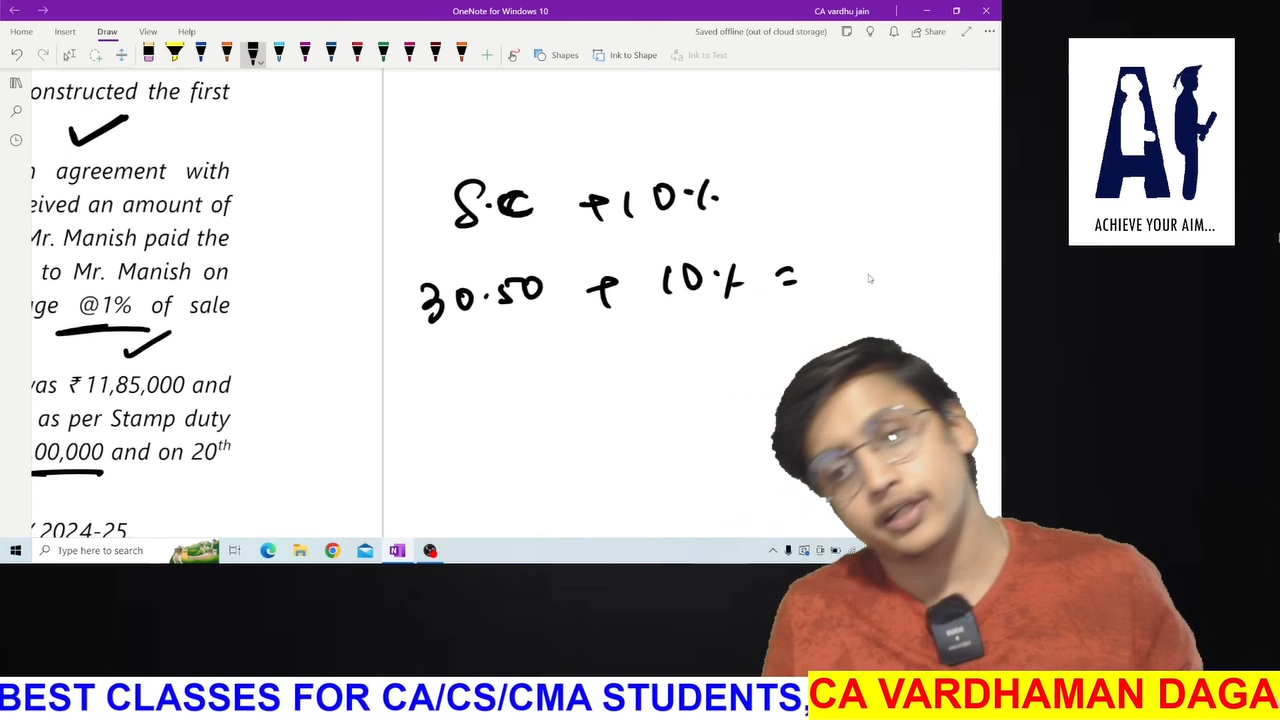 OneNote for Windows 10
CA vardhu jain
Home Insert Draw View Help
Saved offline (out of cloud storage)
Share
Shapes
Ink to Shape
Ink to Text
onstructed the first
agreement with
eived an amount of
Mr. Manish paid the
to Mr. Manish on
ge @1% of sale
was ₹ 11,85,000 and
as per Stamp duty
00,000 and on 20th
2024-25
S.C +10%
30.50 + 10% =
Type here to search
AI
ACHIEVE YOUR AIM...
BEST CLASSES FOR CA/CS/CMA STUDENTS, CA VARDHAMAN DAGA